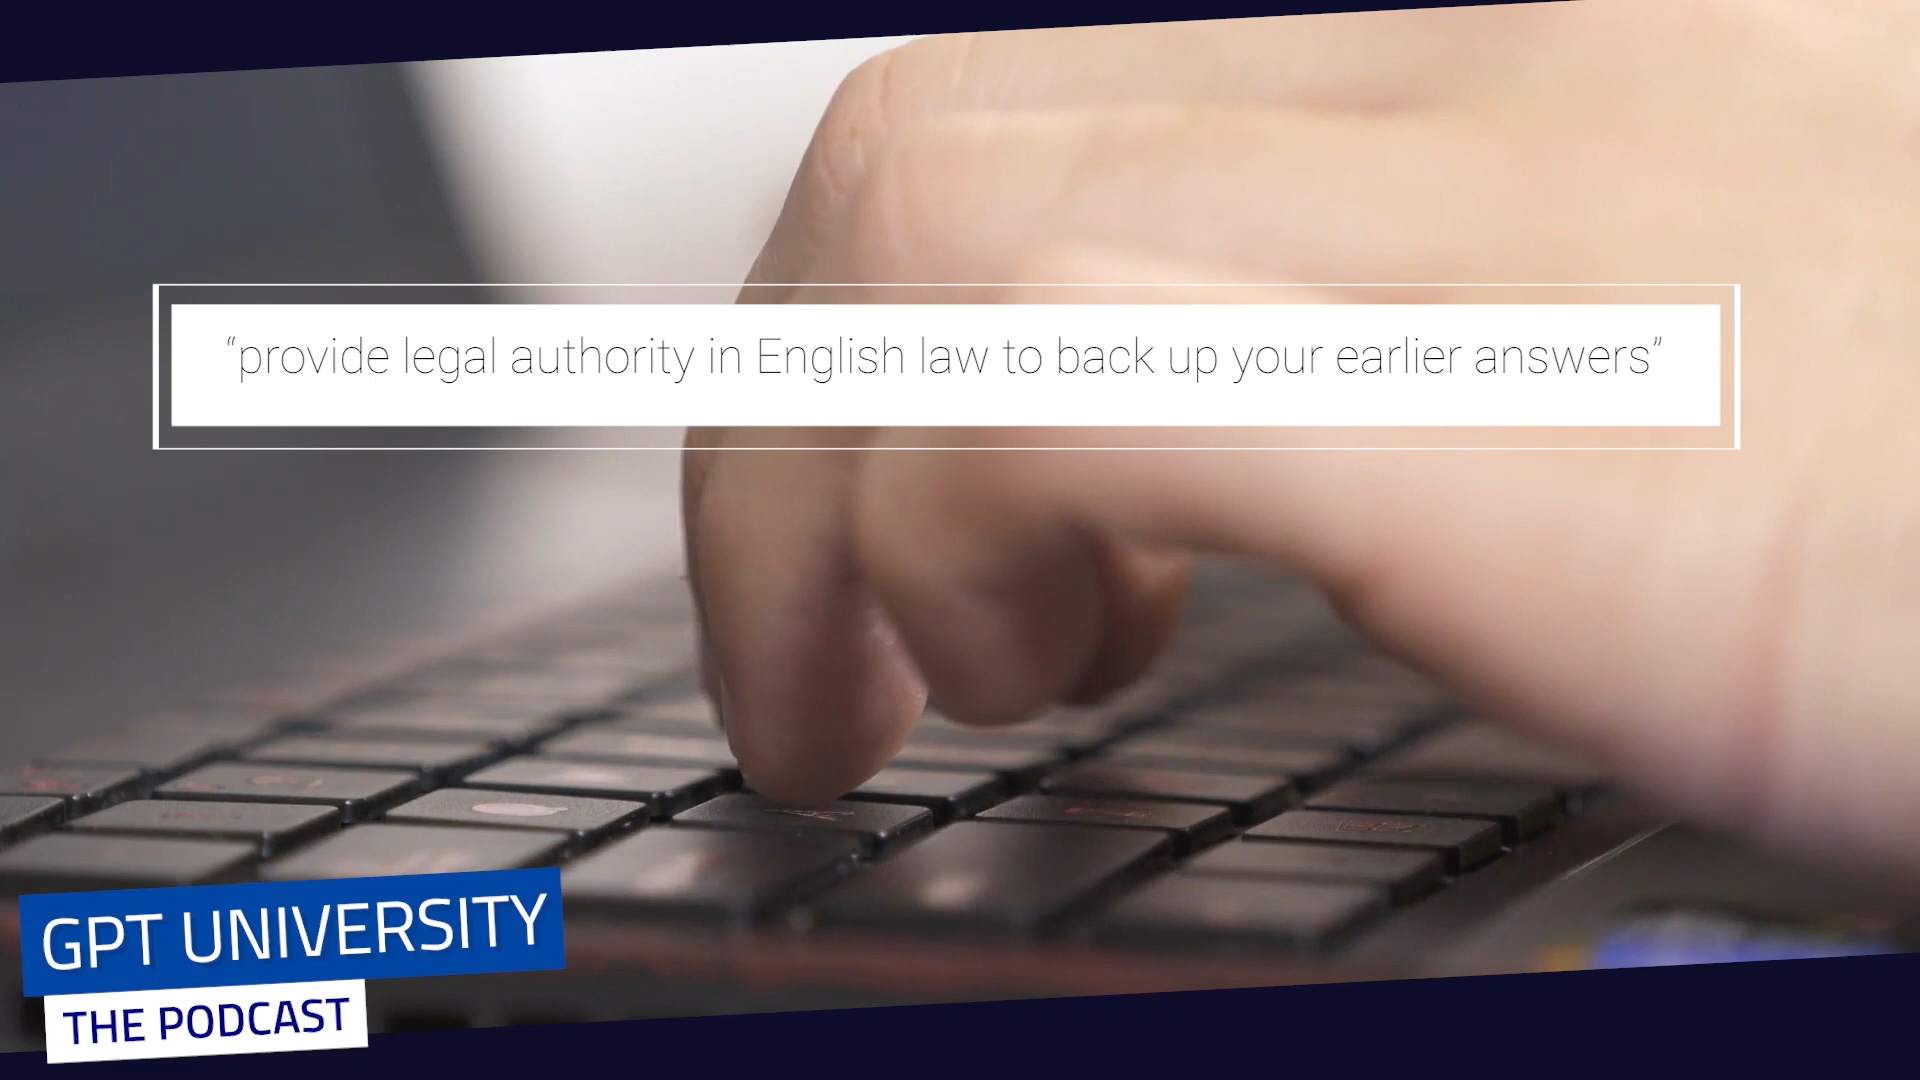 “provide legal authority in English law to back up your earlier answers”
GPT UNIVERSITY
THE PODCAST